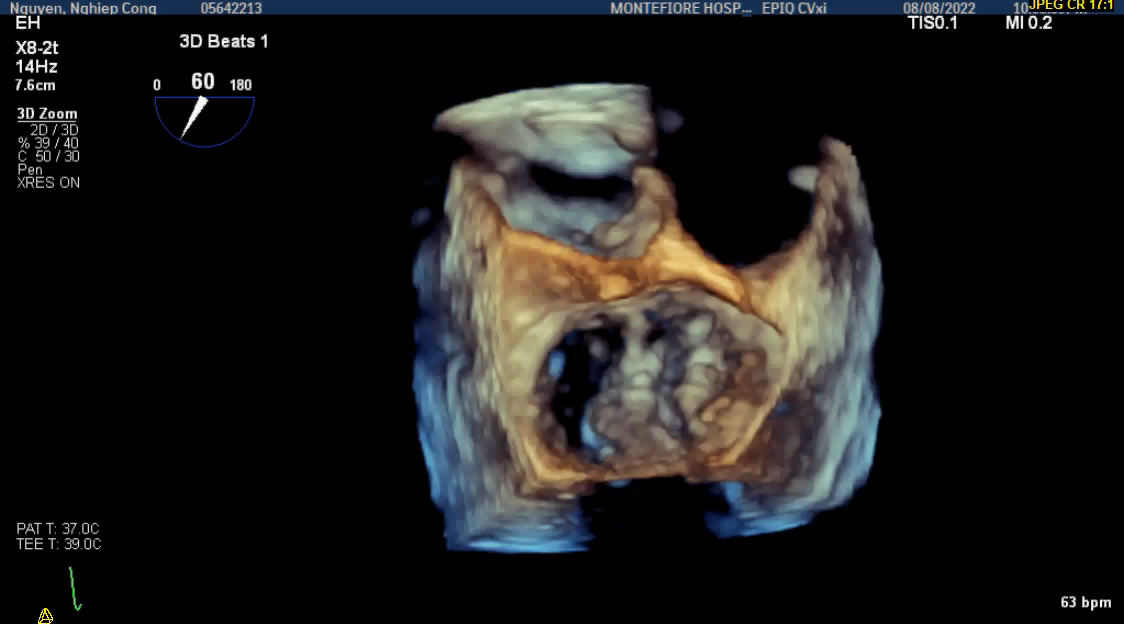 Nguyen, Nghiep Cong 05642213 MONTEFIORE HOSP... EPIQ CVxi 08/08/2022
JPEG CR 17:1
EH TIS0.1 MI 0.2
X8-2t
14Hz
7.6cm
3D Beats 1
0 60 180
3D Zoom
2D / 3D
% 39 / 40
C 50 / 30
Pen
XRES ON
PAT T: 37.0C
TEE T: 39.0C
63 bpm